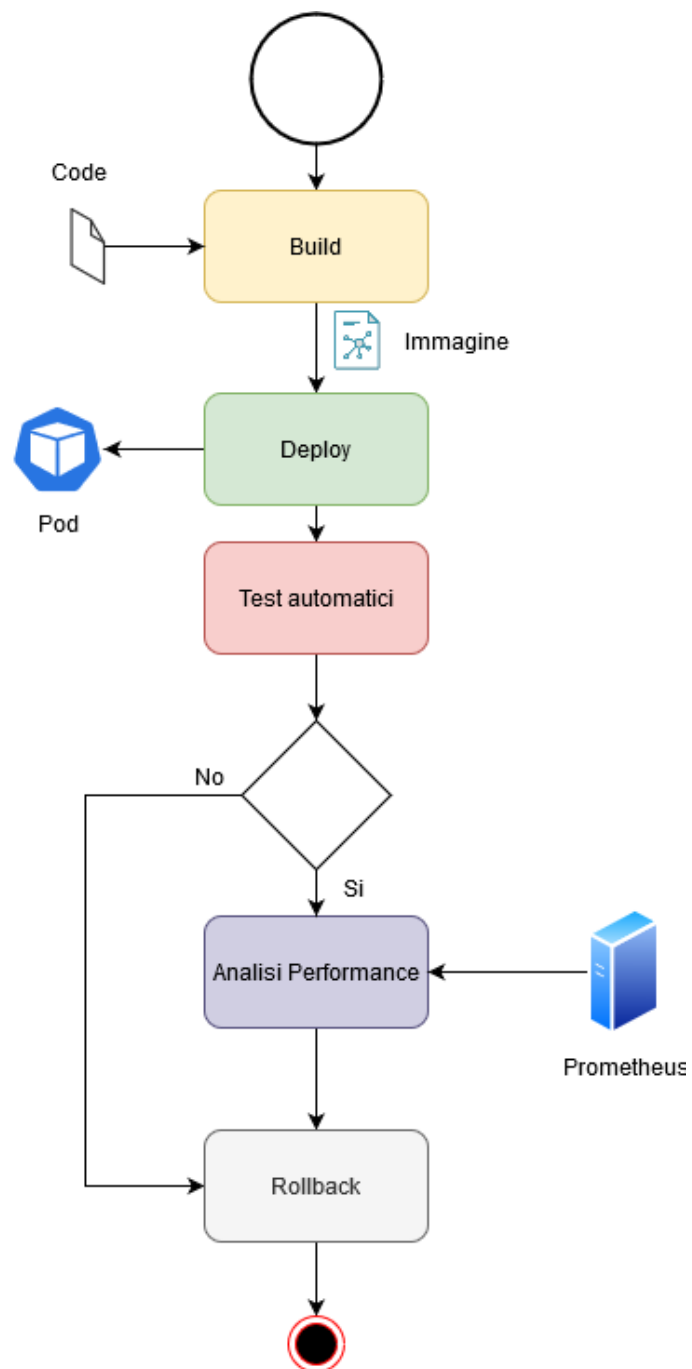 Code
Build
Immagine
Deploy
Pod
Test automatici
No
Si
Analisi Performance
Prometheus
Rollback